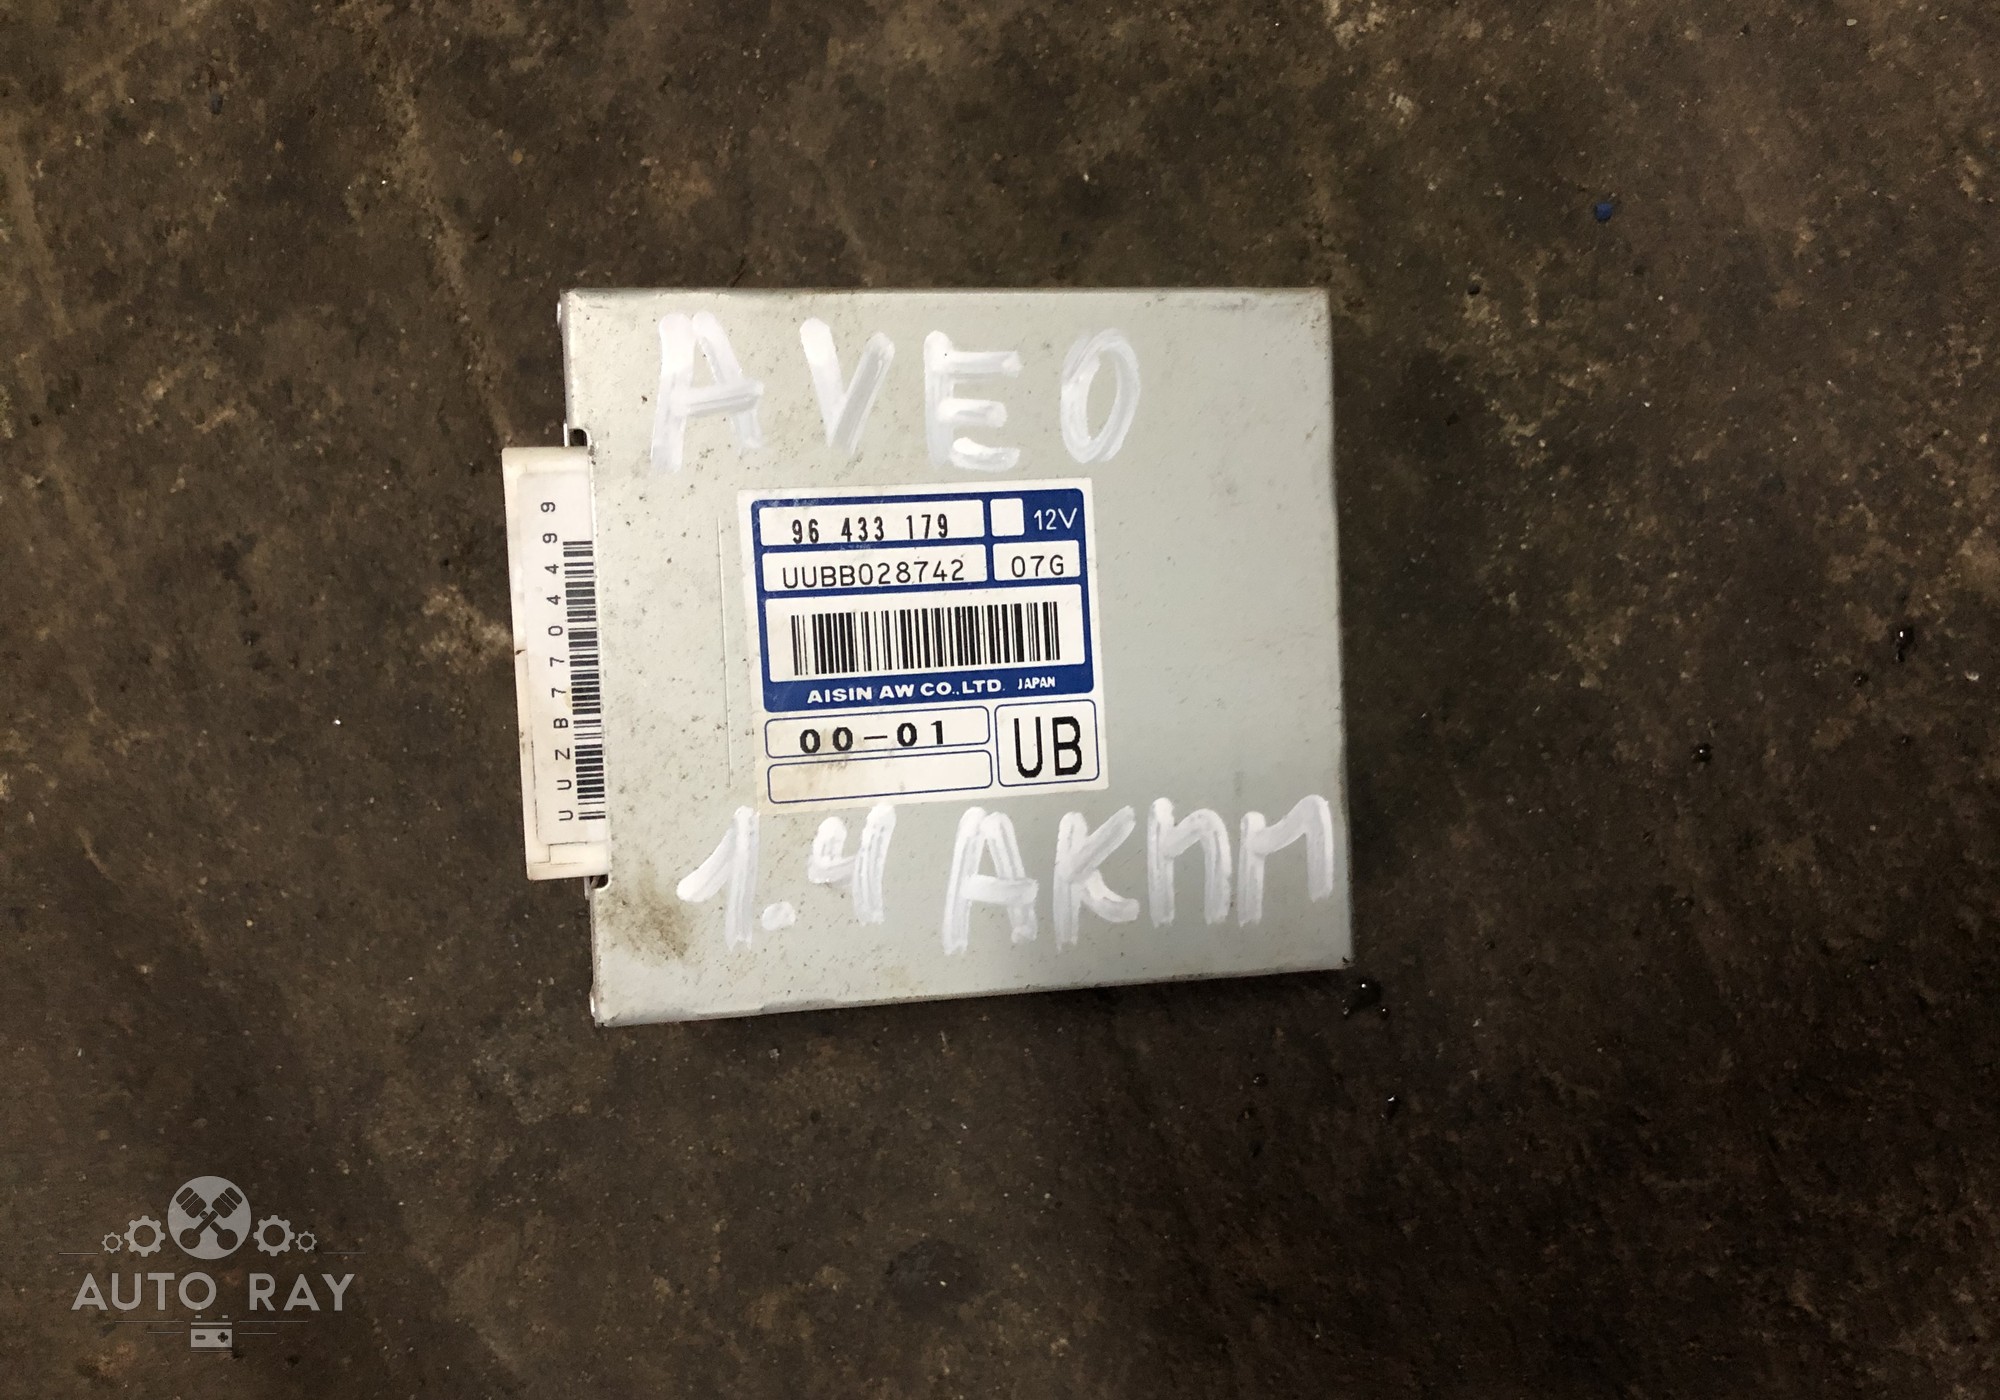 AVEO
96 433 179
12V
UUBB028742
07G
AISIN AW CO.,LTD. JAPAN
00-01
UB
1.4 АКПП
UUZB7704499
AUTO RAY